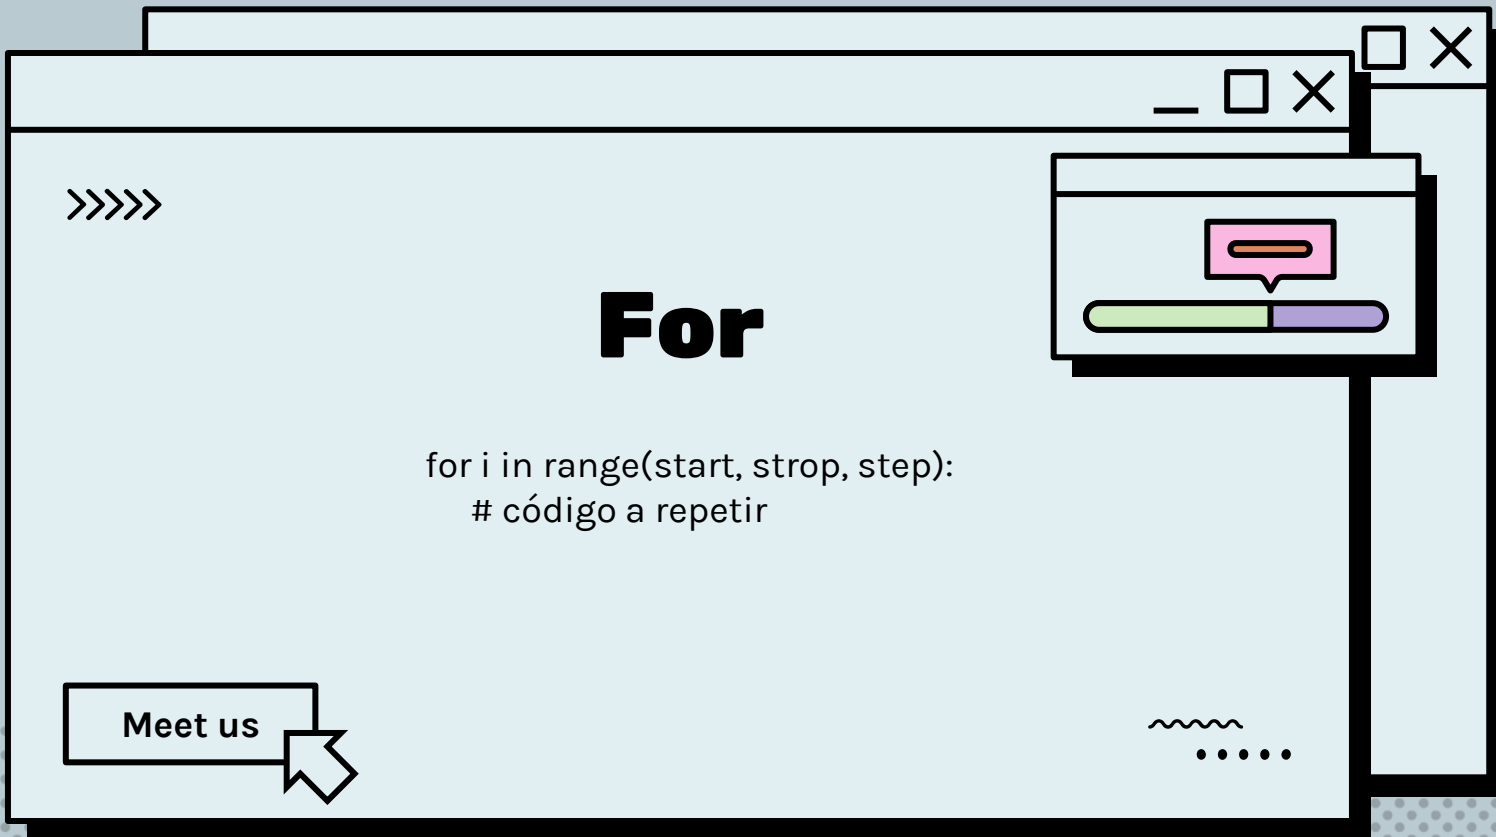 For
for i in range(start, strop, step):
# código a repetir
Meet us